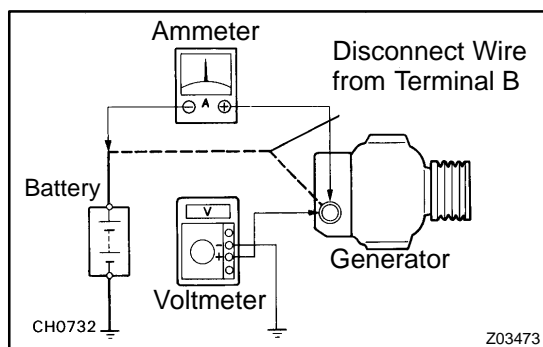 Ammeter
Disconnect Wire
from Terminal B
− A +
Battery
V
−
+
Generator
Voltmeter
CH0732
Z03473